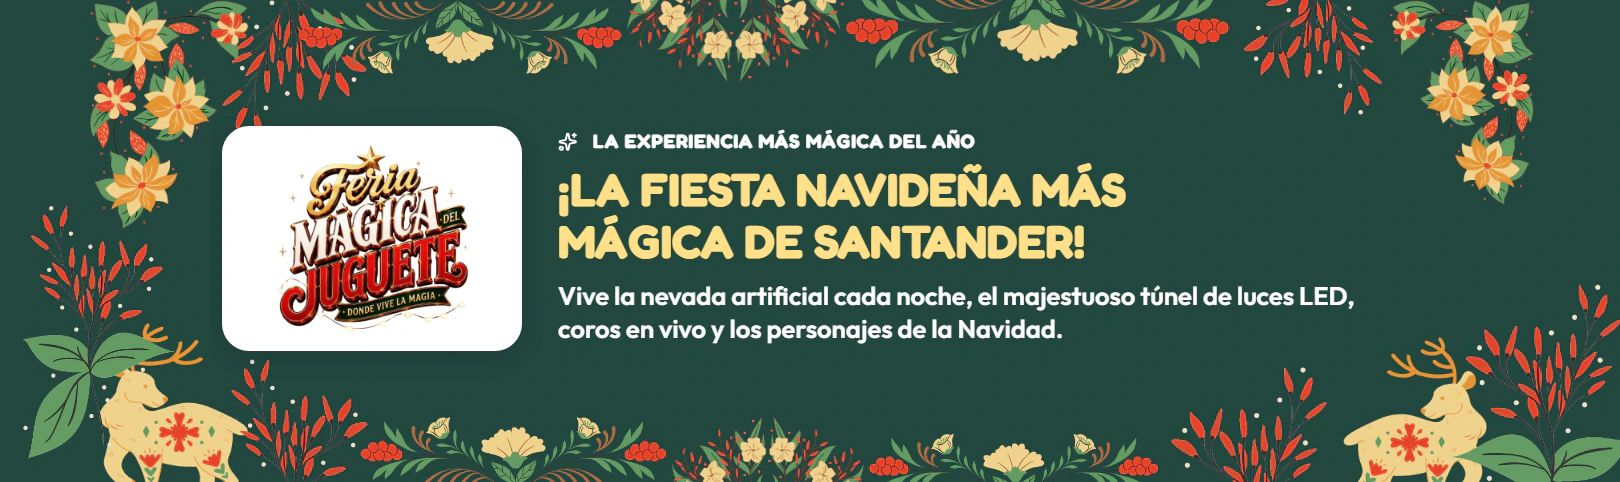 Feria
MÁGICA DEL
JUGUETE
· DONDE VIVE LA MAGIA ·
LA EXPERIENCIA MÁS MÁGICA DEL AÑO
¡LA FIESTA NAVIDEÑA MÁS
MÁGICA DE SANTANDER!
Vive la nevada artificial cada noche, el majestuoso túnel de luces LED,
coros en vivo y los personajes de la Navidad.